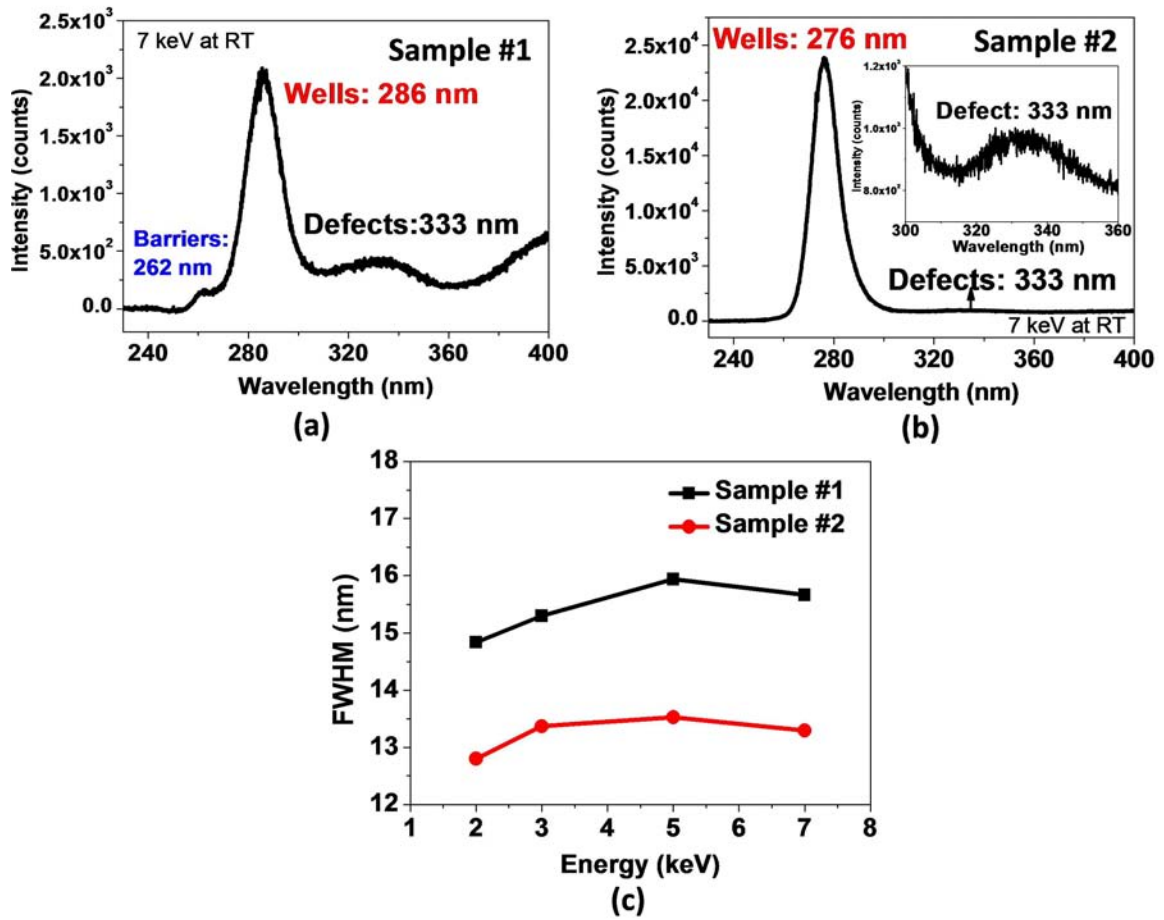 7 keV at RT
Sample #1
Wells: 286 nm
Defects:333 nm
Barriers:
262 nm
2.5x10³
2.0x10³
1.5x10³
1.0x10³
5.0x10²
0.0
Intensity (counts)
240 280 320 360 400
Wavelength (nm)
(a)
Wells: 276 nm
Sample #2
2.5x10⁴
2.0x10⁴
1.5x10⁴
1.0x10⁴
5.0x10³
0.0
Intensity (counts)
1.2x10³
1.0x10³
8.0x10²
Intensity (counts)
Defect: 333 nm
300 320 340 360
Wavelength (nm)
Defects: 333 nm
7 keV at RT
240 280 320 360 400
Wavelength (nm)
(b)
18
17
16
15
14
13
12
FWHM (nm)
Sample #1
Sample #2
1 2 3 4 5 6 7 8
Energy (keV)
(c)